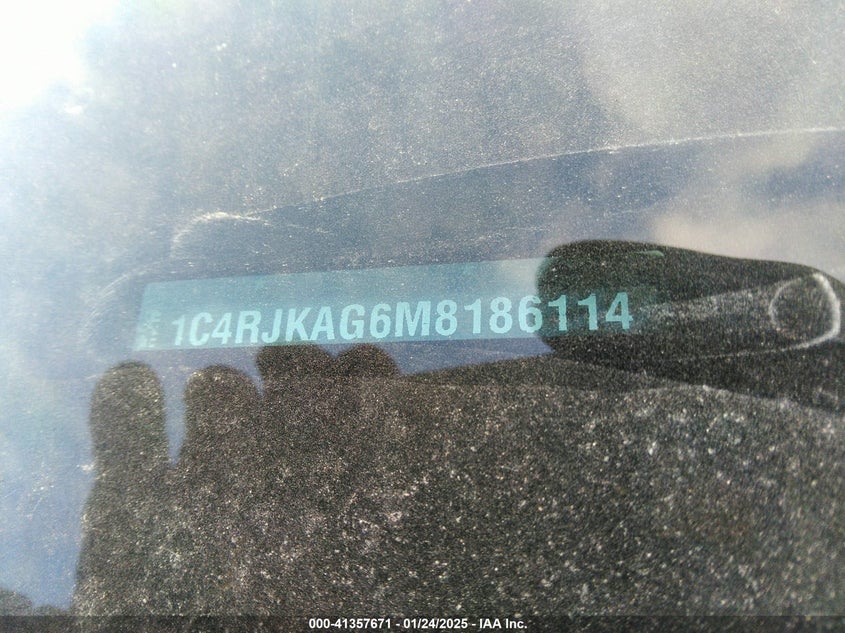 1C4RJKAG6M8186114
000-41357671 - 01/24/2025 - IAA Inc.